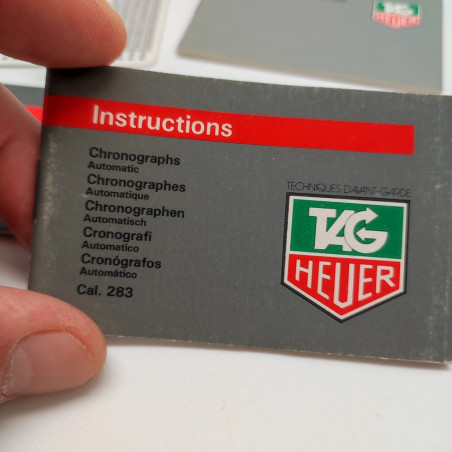 Instructions
Chronographs
Automatic
Chronographes
Automatique
Chronographen
Automatisch
Cronografi
Automatico
Cronógrafos
Automático
Cal. 283
TECHNIQUES D'AVANT-GARDE
TAG
HEUER